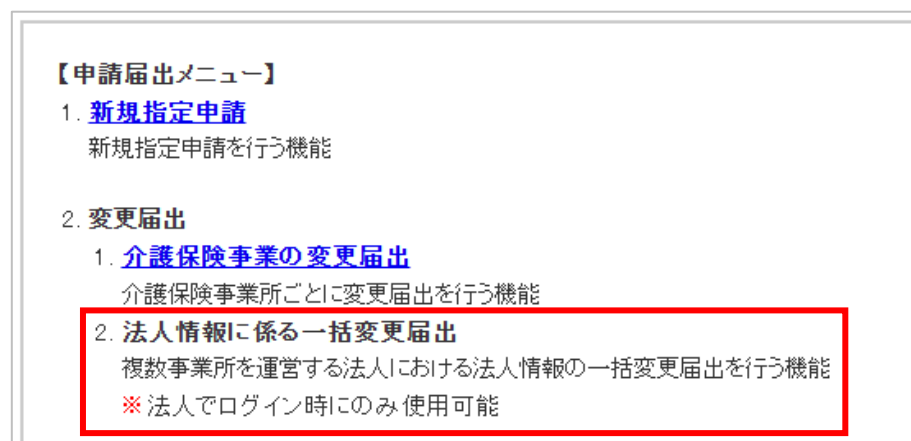 【申請届出メニュー】
1. 新規指定申請
新規指定申請を行う機能
2. 変更届出
1. 介護保険事業の変更届出
介護保険事業所ごとに変更届出を行う機能
2. 法人情報に係る一括変更届出
複数事業所を運営する法人における法人情報の一括変更届出を行う機能
※法人でログイン時にのみ使用可能